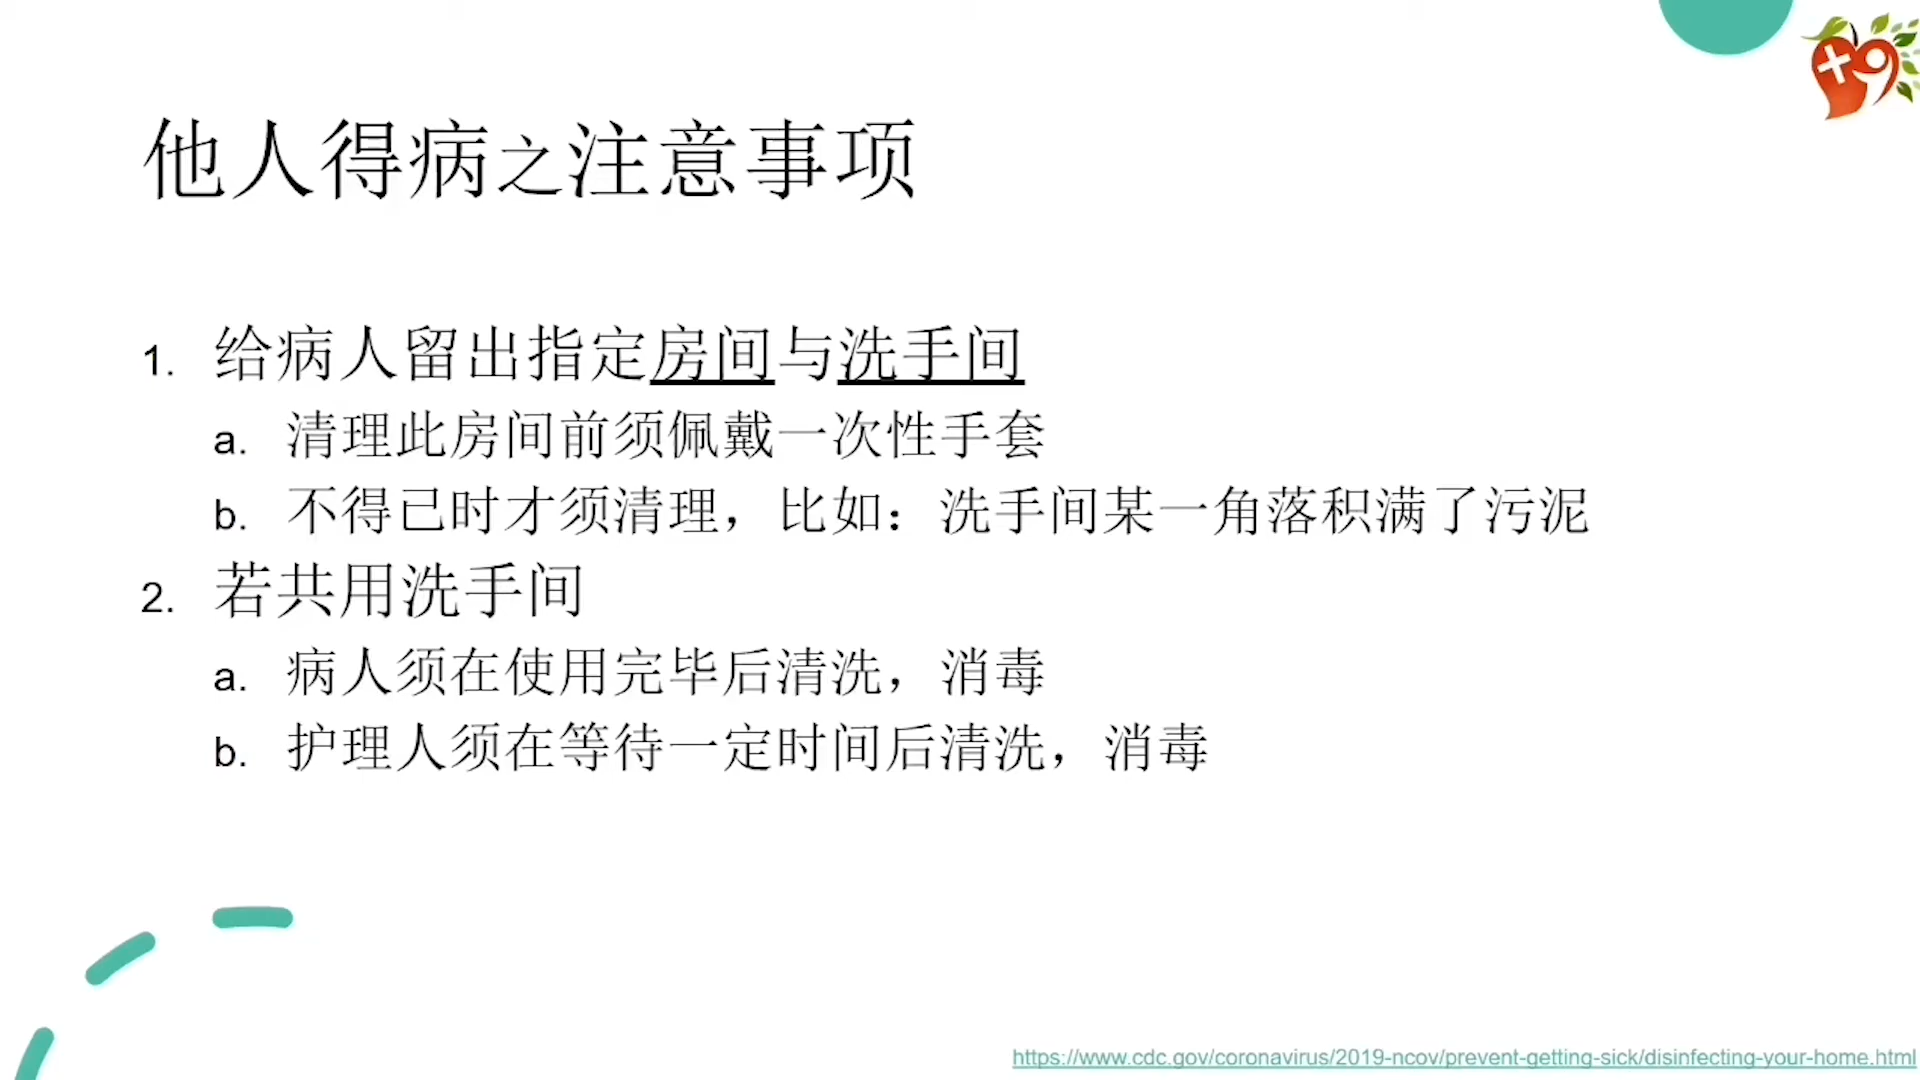 他人得病之注意事项
1. 给病人留出指定房间与洗手间
a. 清理此房间前须佩戴一次性手套
b. 不得已时才须清理，比如：洗手间某一角落积满了污泥
2. 若共用洗手间
a. 病人须在使用完毕后清洗，消毒
b. 护理人须在等待一定时间后清洗，消毒
https://www.cdc.gov/coronavirus/2019-ncov/prevent-getting-sick/disinfecting-your-home.html